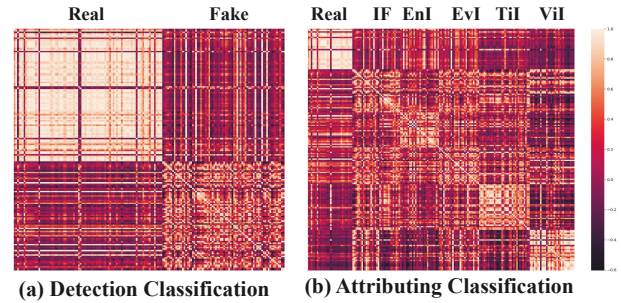 Real Fake
Real IF EnI EvI TiI ViI
1.0
0.8
0.6
0.4
0.2
0.0
-0.2
-0.4
-0.6
(a) Detection Classification
(b) Attributing Classification